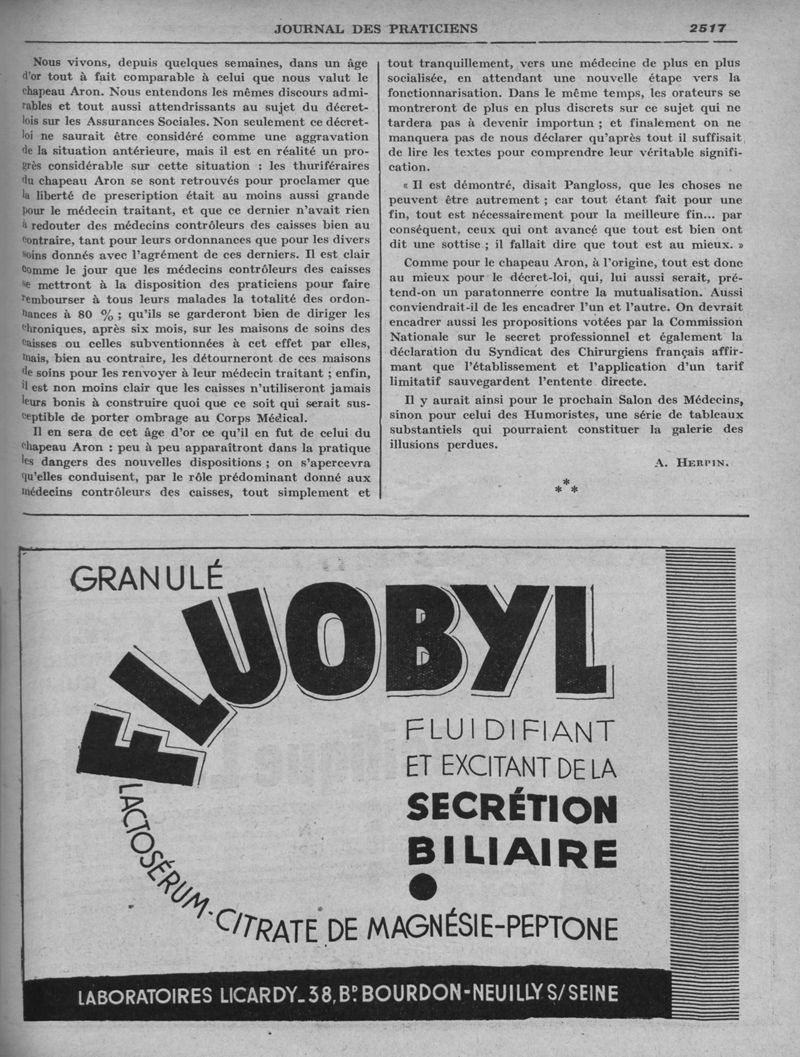 JOURNAL DES PRATICIENS
2517
Nous vivons, depuis quelques semaines, dans un âge
d'or tout à fait comparable à celui que nous valut le
chapeau Aron. Nous entendons les mêmes discours admi-
rables et tout aussi attendrissants au sujet du décret-
lois sur les Assurances Sociales. Non seulement ce décret-
loi ne saurait être considéré comme une aggravation
de la situation antérieure, mais il est en réalité un pro-
grès considérable sur cette situation : les thuriféraires
du chapeau Aron se sont retrouvés pour proclamer que
la liberté de prescription était au moins aussi grande
pour le médecin traitant, et que ce dernier n'avait rien
à redouter des médecins contrôleurs des caisses bien au
contraire, tant pour leurs ordonnances que pour les divers
soins donnés avec l'agrément de ces derniers. Il est clair
comme le jour que les médecins contrôleurs des caisses
se mettront à la disposition des praticiens pour faire
rembourser à tous leurs malades la totalité des ordon-
nances à 80 % ; qu'ils se garderont bien de diriger les
chroniques, après six mois, sur les maisons de soins des
caisses ou celles subventionnées à cet effet par elles,
mais, bien au contraire, les détourneront de ces maisons
de soins pour les renvoyer à leur médecin traitant ; enfin,
il est non moins clair que les caisses n'utiliseront jamais
leurs bonis à construire quoi que ce soit qui serait sus-
ceptible de porter ombrage au Corps Médical.
Il en sera de cet âge d'or ce qu'il en fut de celui du
chapeau Aron : peu à peu apparaîtront dans la pratique
les dangers des nouvelles dispositions ; on s'apercevra
qu'elles conduisent, par le rôle prédominant donné aux
médecins contrôleurs des caisses, tout simplement et
tout tranquillement, vers une médecine de plus en plus
socialisée, en attendant une nouvelle étape vers la
fonctionnarisation. Dans le même temps, les orateurs se
montreront de plus en plus discrets sur ce sujet qui ne
tardera pas à devenir importun ; et finalement on ne
manquera pas de nous déclarer qu'après tout il suffisait
de lire les textes pour comprendre leur véritable signifi-
cation.
« Il est démontré, disait Pangloss, que les choses ne
peuvent être autrement ; car tout étant fait pour une
fin, tout est nécessairement pour la meilleure fin... par
conséquent, ceux qui ont avancé que tout est bien ont
dit une sottise ; il fallait dire que tout est au mieux. »
Comme pour le chapeau Aron, à l'origine, tout est donc
au mieux pour le décret-loi, qui, lui aussi serait, pré-
tend-on un paratonnerre contre la mutualisation. Aussi
conviendrait-il de les encadrer l'un et l'autre. On devrait
encadrer aussi les propositions votées par la Commission
Nationale sur le secret professionnel et également la
déclaration du Syndicat des Chirurgiens français affir-
mant que l'établissement et l'application d'un tarif
limitatif sauvegardent l'entente directe.
Il y aurait ainsi pour le prochain Salon des Médecins,
sinon pour celui des Humoristes, une série de tableaux
substantiels qui pourraient constituer la galerie des
illusions perdues.
A. HERPIN.
*
* *
GRANULÉ
FLUOBYL
FLUIDIFIANT
ET EXCITANT DE LA
SECRÉTION
BILIAIRE
LACTOSÉRUM-CITRATE DE MAGNÉSIE-PEPTONE
LABORATOIRES LICARDY_38, BD BOURDON-NEUILLY S/SEINE